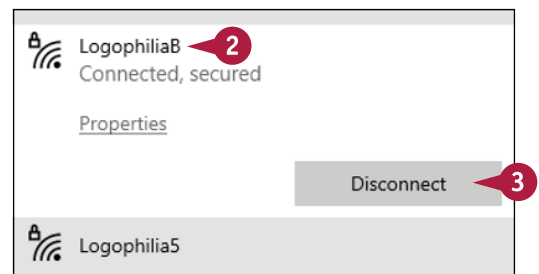 LogophiliaB 2
Connected, secured
Properties
Disconnect 3
Logophilia5